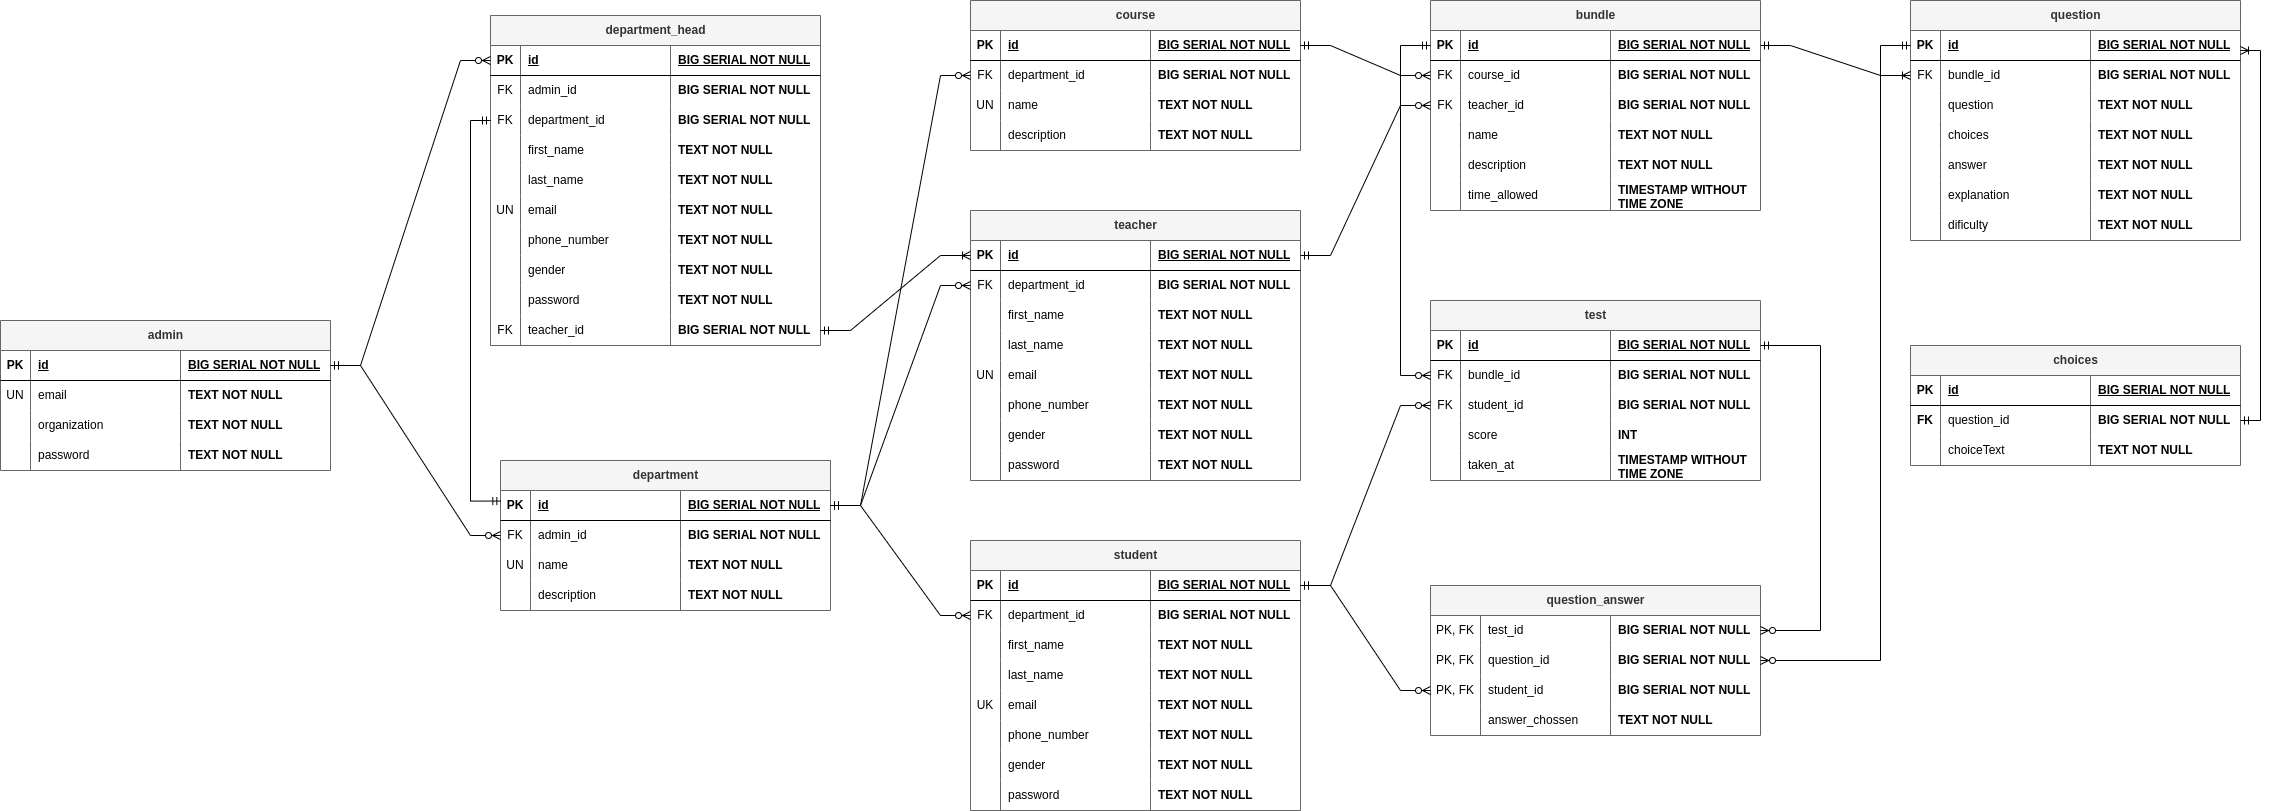 admin
PK id BIG SERIAL NOT NULL
UN email TEXT NOT NULL
organization TEXT NOT NULL
password TEXT NOT NULL
department_head
PK id BIG SERIAL NOT NULL
FK admin_id BIG SERIAL NOT NULL
FK department_id BIG SERIAL NOT NULL
first_name TEXT NOT NULL
last_name TEXT NOT NULL
UN email TEXT NOT NULL
phone_number TEXT NOT NULL
gender TEXT NOT NULL
password TEXT NOT NULL
FK teacher_id BIG SERIAL NOT NULL
department
PK id BIG SERIAL NOT NULL
FK admin_id BIG SERIAL NOT NULL
UN name TEXT NOT NULL
description TEXT NOT NULL
course
PK id BIG SERIAL NOT NULL
FK department_id BIG SERIAL NOT NULL
UN name TEXT NOT NULL
description TEXT NOT NULL
teacher
PK id BIG SERIAL NOT NULL
FK department_id BIG SERIAL NOT NULL
first_name TEXT NOT NULL
last_name TEXT NOT NULL
UN email TEXT NOT NULL
phone_number TEXT NOT NULL
gender TEXT NOT NULL
password TEXT NOT NULL
student
PK id BIG SERIAL NOT NULL
FK department_id BIG SERIAL NOT NULL
first_name TEXT NOT NULL
last_name TEXT NOT NULL
UK email TEXT NOT NULL
phone_number TEXT NOT NULL
gender TEXT NOT NULL
password TEXT NOT NULL
bundle
PK id BIG SERIAL NOT NULL
FK course_id BIG SERIAL NOT NULL
FK teacher_id BIG SERIAL NOT NULL
name TEXT NOT NULL
description TEXT NOT NULL
time_allowed TIMESTAMP WITHOUT
TIME ZONE
test
PK id BIG SERIAL NOT NULL
FK bundle_id BIG SERIAL NOT NULL
FK student_id BIG SERIAL NOT NULL
score INT
taken_at TIMESTAMP WITHOUT
TIME ZONE
question_answer
PK, FK test_id BIG SERIAL NOT NULL
PK, FK question_id BIG SERIAL NOT NULL
PK, FK student_id BIG SERIAL NOT NULL
answer_chossen TEXT NOT NULL
question
PK id BIG SERIAL NOT NULL
FK bundle_id BIG SERIAL NOT NULL
question TEXT NOT NULL
choices TEXT NOT NULL
answer TEXT NOT NULL
explanation TEXT NOT NULL
dificulty TEXT NOT NULL
choices
PK id BIG SERIAL NOT NULL
FK question_id BIG SERIAL NOT NULL
choiceText TEXT NOT NULL